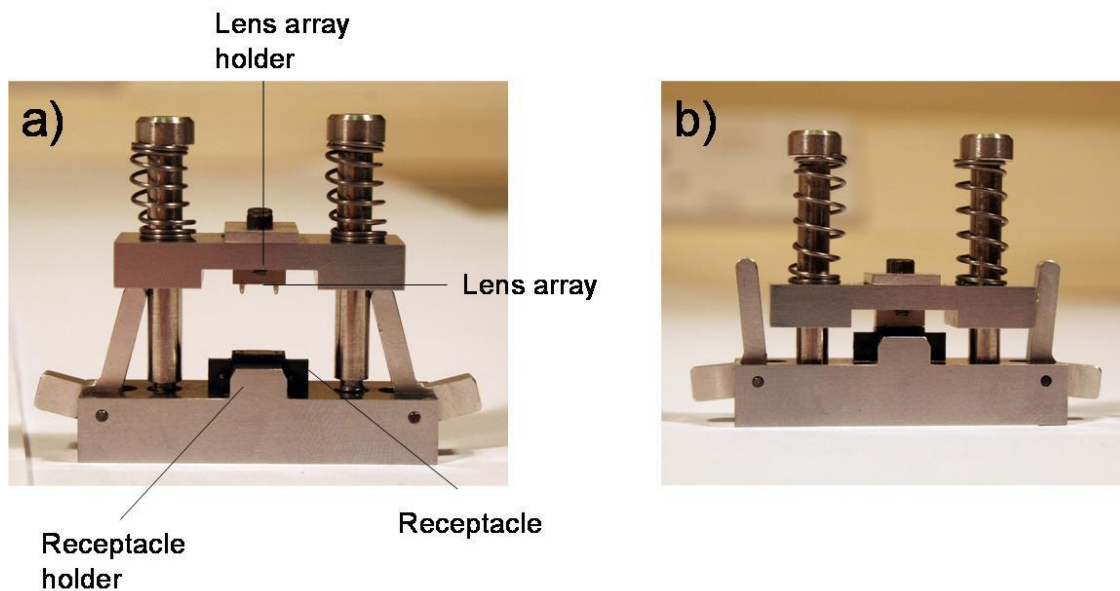 Lens array
holder
a)
b)
Lens array
Receptacle
Receptacle
holder